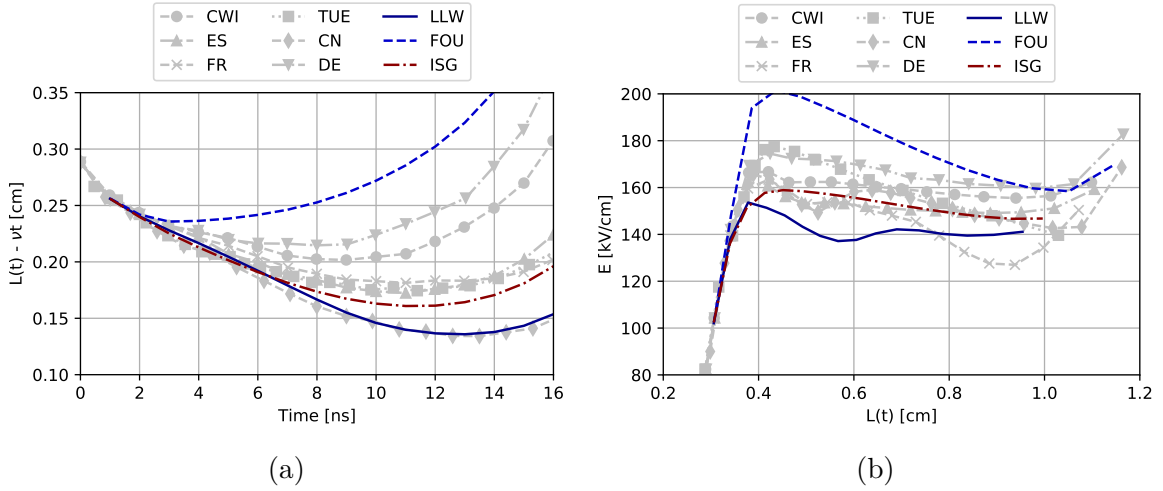 CWI TUE LLW
ES CN FOU
FR DE ISG
0.35
0.30
0.25
0.20
0.15
0.10
L(t) - vt [cm]
0 2 4 6 8 10 12 14 16
Time [ns]
(a)
CWI TUE LLW
ES CN FOU
FR DE ISG
200
180
160
140
120
100
80
E [kV/cm]
0.2 0.4 0.6 0.8 1.0 1.2
L(t) [cm]
(b)